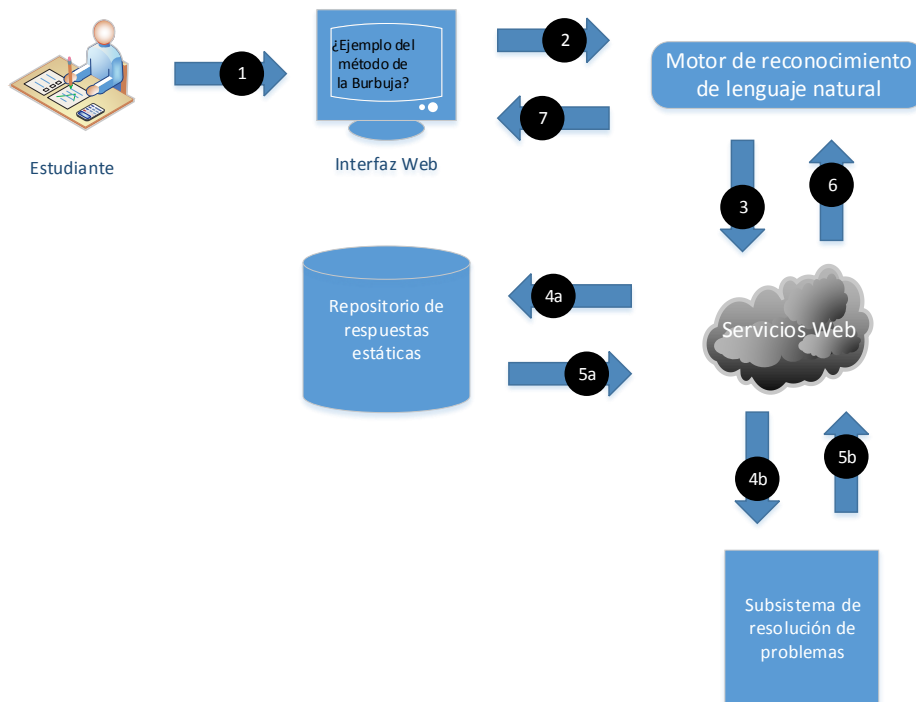 ¿Ejemplo del
método de
la Burbuja?
1
2
7
Motor de reconocimiento
de lenguaje natural
Estudiante
Interfaz Web
3
6
Repositorio de
respuestas
estáticas
4a
5a
Servicios Web
4b
5b
Subsistema de
resolución de
problemas